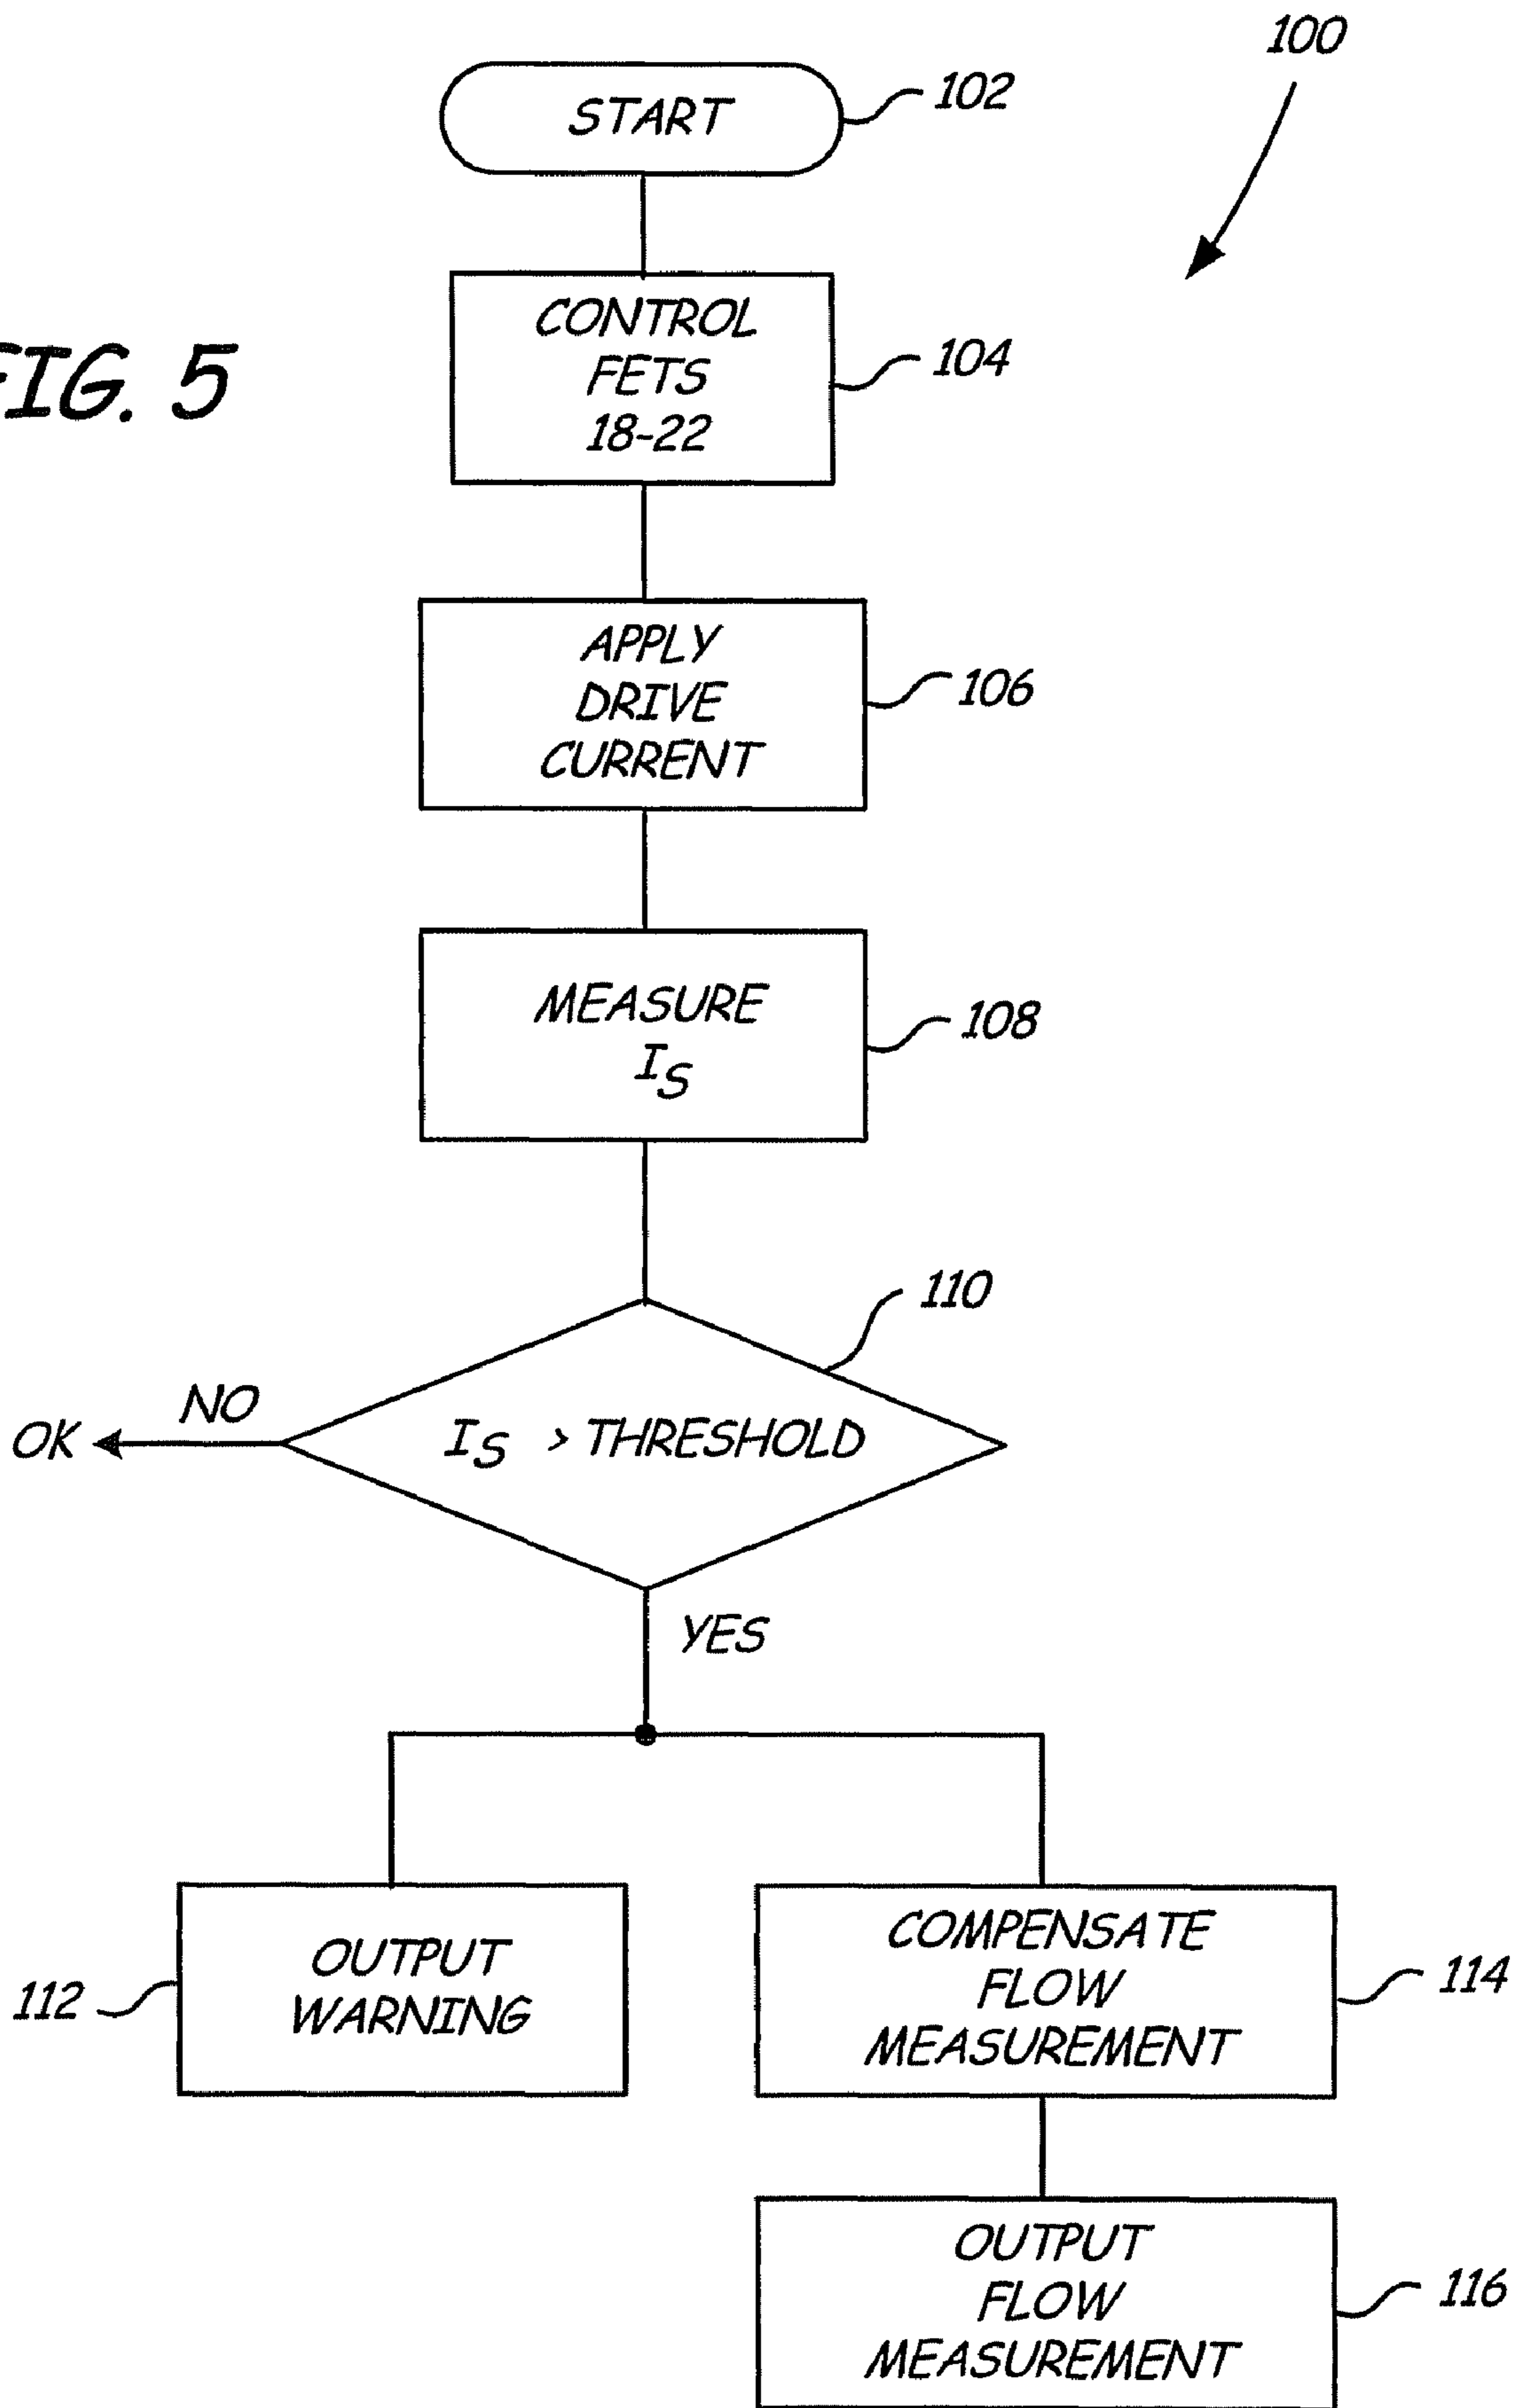 100
START
102
CONTROL
FETS
18-22
104
FIG. 5
APPLY
DRIVE
CURRENT
106
MEASURE
IS
108
110
IS > THRESHOLD
NO
OK
YES
OUTPUT
WARNING
112
COMPENSATE
FLOW
MEASUREMENT
114
OUTPUT
FLOW
MEASUREMENT
116